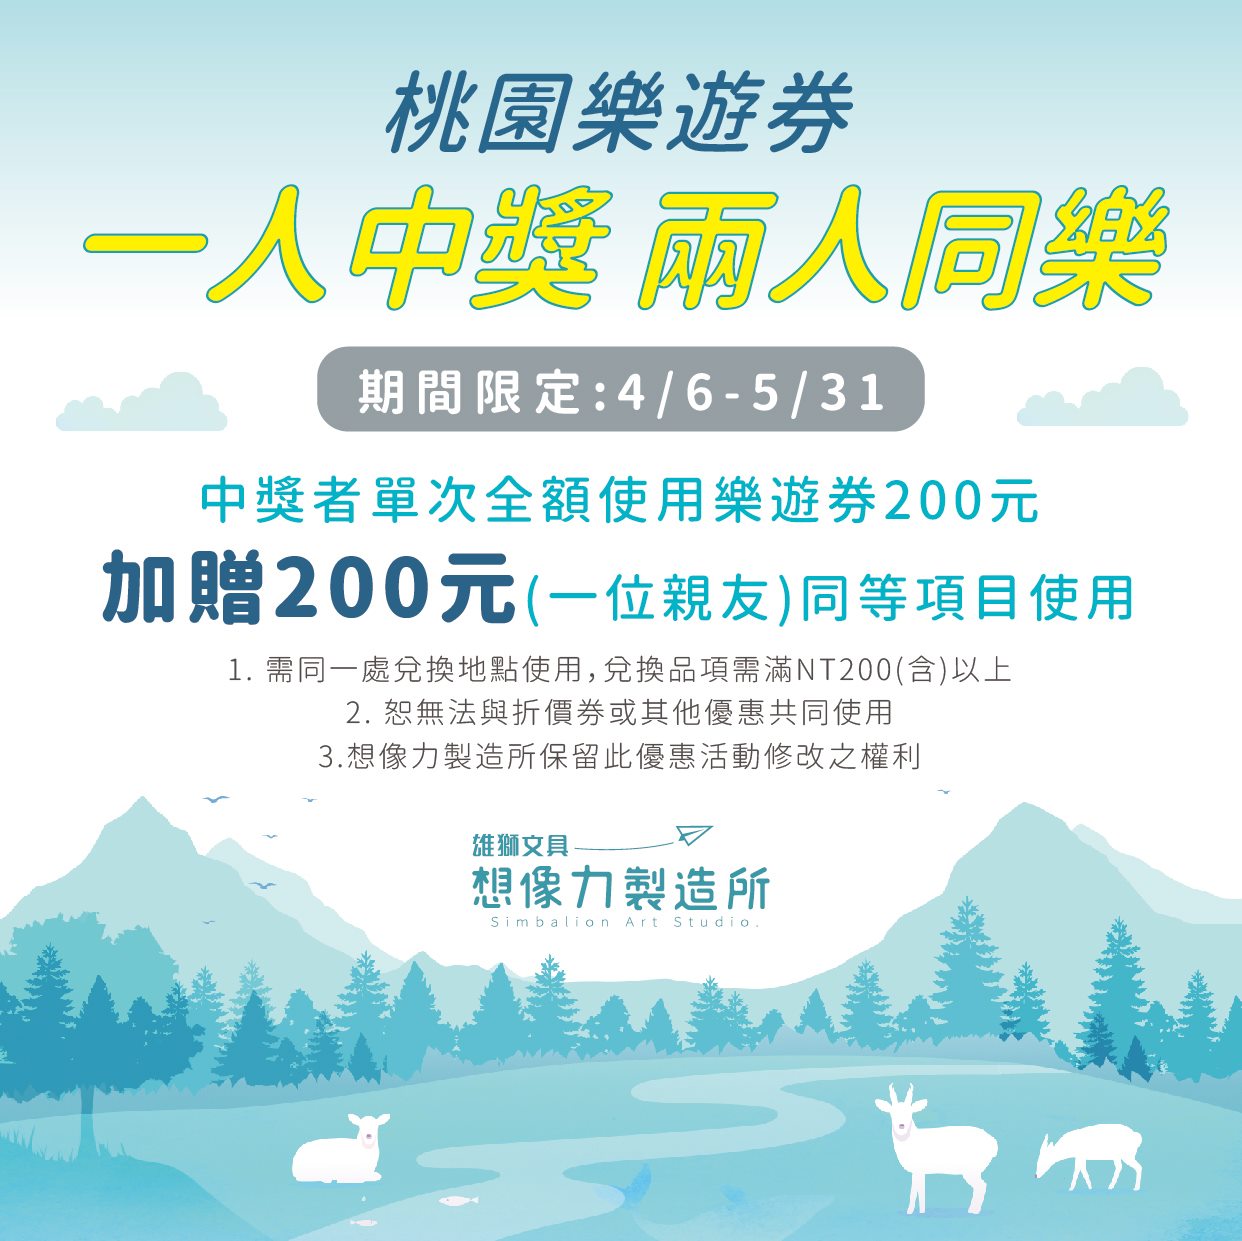 桃園樂遊券
一人中獎 兩人同樂
期間限定:4/6-5/31
中獎者單次全額使用樂遊券200元
加贈200元(一位親友)同等項目使用
1. 需同一處兌換地點使用,兌換品項需滿NT200(含)以上
2. 恕無法與折價券或其他優惠共同使用
3.想像力製造所保留此優惠活動修改之權利
雄獅文具
想像力製造所
Simbalion Art Studio.